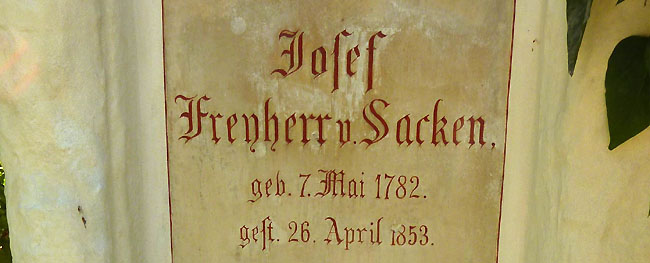 Josef
Freyherr v. Sacken,
geb. 7. Mai 1782.
gest. 26. April 1853.